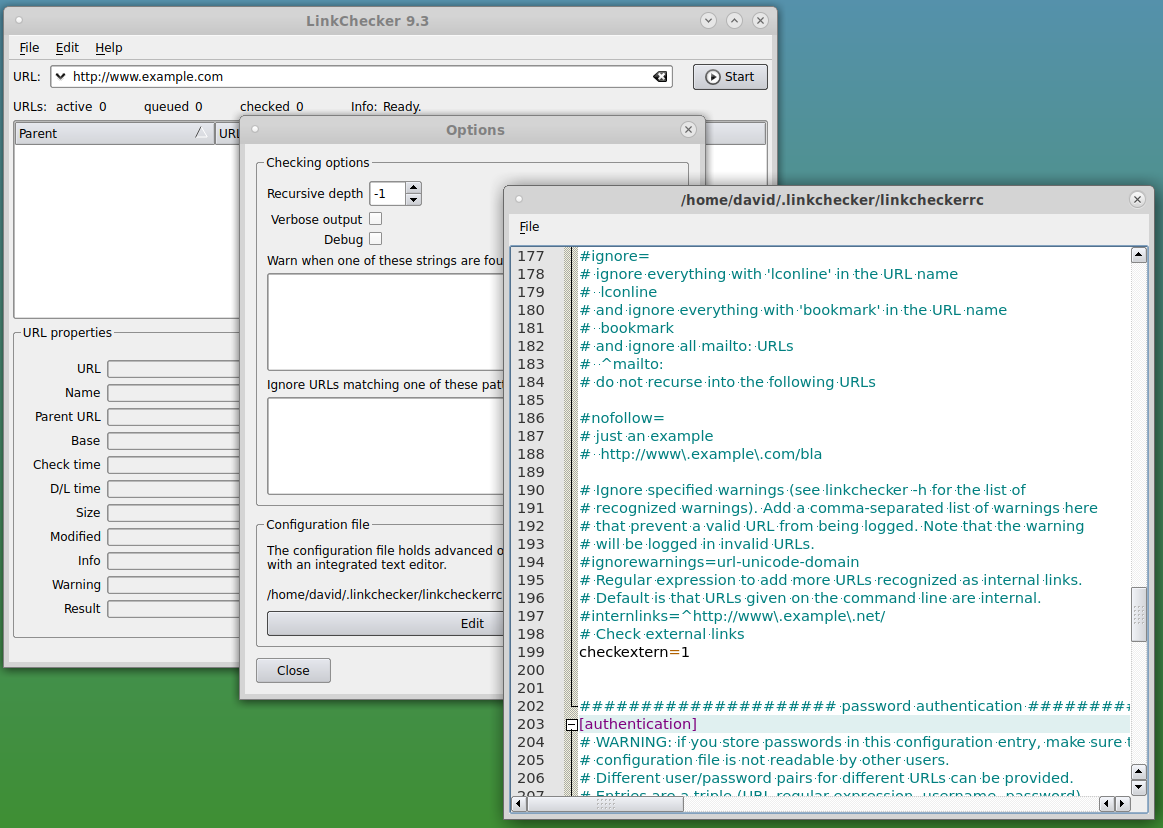 LinkChecker 9.3
File Edit Help
URL: http://www.example.com Start
URLs: active 0 queued 0 checked 0 Info: Ready.
Parent URL
URL properties
URL
Name
Parent URL
Base
Check time
D/L time
Size
Modified
Info
Warning
Result
Options
Checking options
Recursive depth -1
Verbose output
Debug
Warn when one of these strings are fou
Ignore URLs matching one of these pat
Configuration file
The configuration file holds advanced o
with an integrated text editor.
/home/david/.linkchecker/linkcheckerrc
Edit
Close
/home/david/.linkchecker/linkcheckerrc
File
177 #ignore=
178 # ignore everything with 'lconline' in the URL name
179 #  lconline
180 # and ignore everything with 'bookmark' in the URL name
181 #  bookmark
182 # and ignore all mailto: URLs
183 #  ^mailto:
184 # do not recurse into the following URLs
185
186 #nofollow=
187 # just an example
188 #  http://www\.example\.com/bla
189
190 # Ignore specified warnings (see linkchecker -h for the list of
191 # recognized warnings). Add a comma-separated list of warnings here
192 # that prevent a valid URL from being logged. Note that the warning
193 # will be logged in invalid URLs.
194 #ignorewarnings=url-unicode-domain
195 # Regular expression to add more URLs recognized as internal links.
196 # Default is that URLs given on the command line are internal.
197 #internlinks=^http://www\.example\.net/
198 # Check external links
199 checkextern=1
200
201
202 ##################### password authentication #########
203 [authentication]
204 # WARNING: if you store passwords in this configuration entry, make sure t
205 # configuration file is not readable by other users.
206 # Different user/password pairs for different URLs can be provided.
207 # Entries are a triple (URL regular expression, username, password)